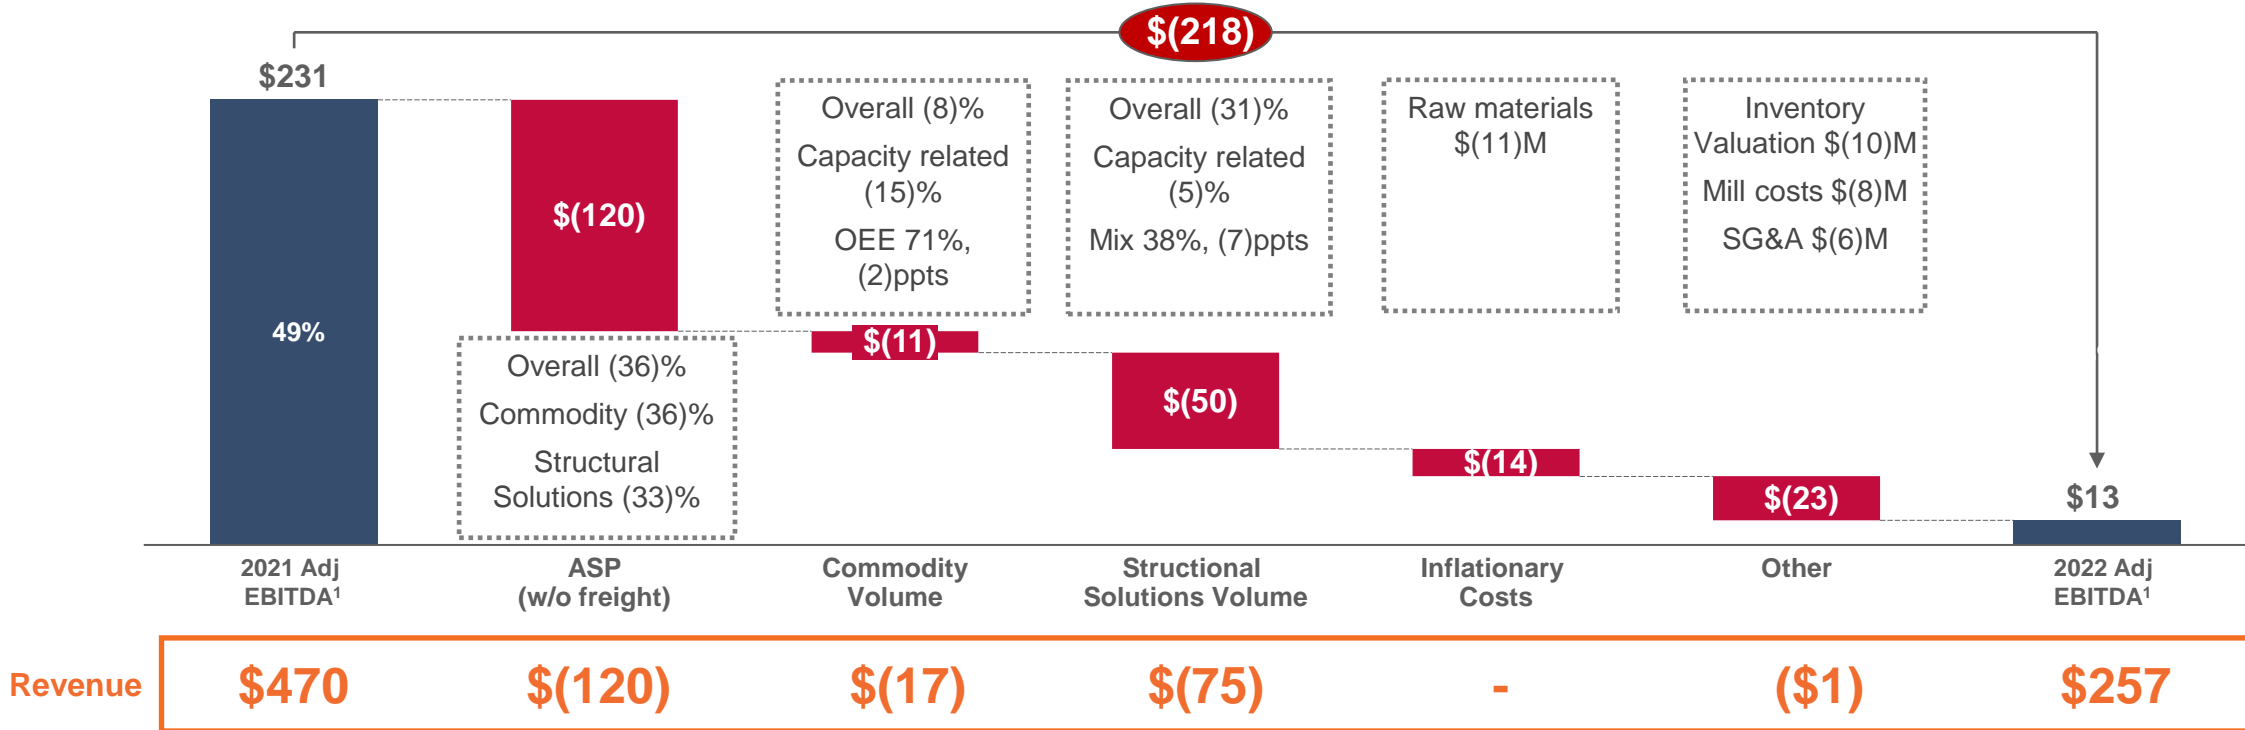 $(218)
$231
49%
$(120)
Overall (36)%
Commodity (36)%
Structural
Solutions (33)%
Overall (8)%
Capacity related
(15)%
OEE 71%,
(2)ppts
$(11)
Overall (31)%
Capacity related
(5)%
Mix 38%, (7)ppts
$(50)
Raw materials
$(11)M
$(14)
Inventory
Valuation $(10)M
Mill costs $(8)M
SG&A $(6)M
$(23)
$13
2021 Adj
EBITDA¹
ASP
(w/o freight)
Commodity
Volume
Structional
Solutions Volume
Inflationary
Costs
Other
2022 Adj
EBITDA¹
Revenue
$470
$(120)
$(17)
$(75)
-
($1)
$257